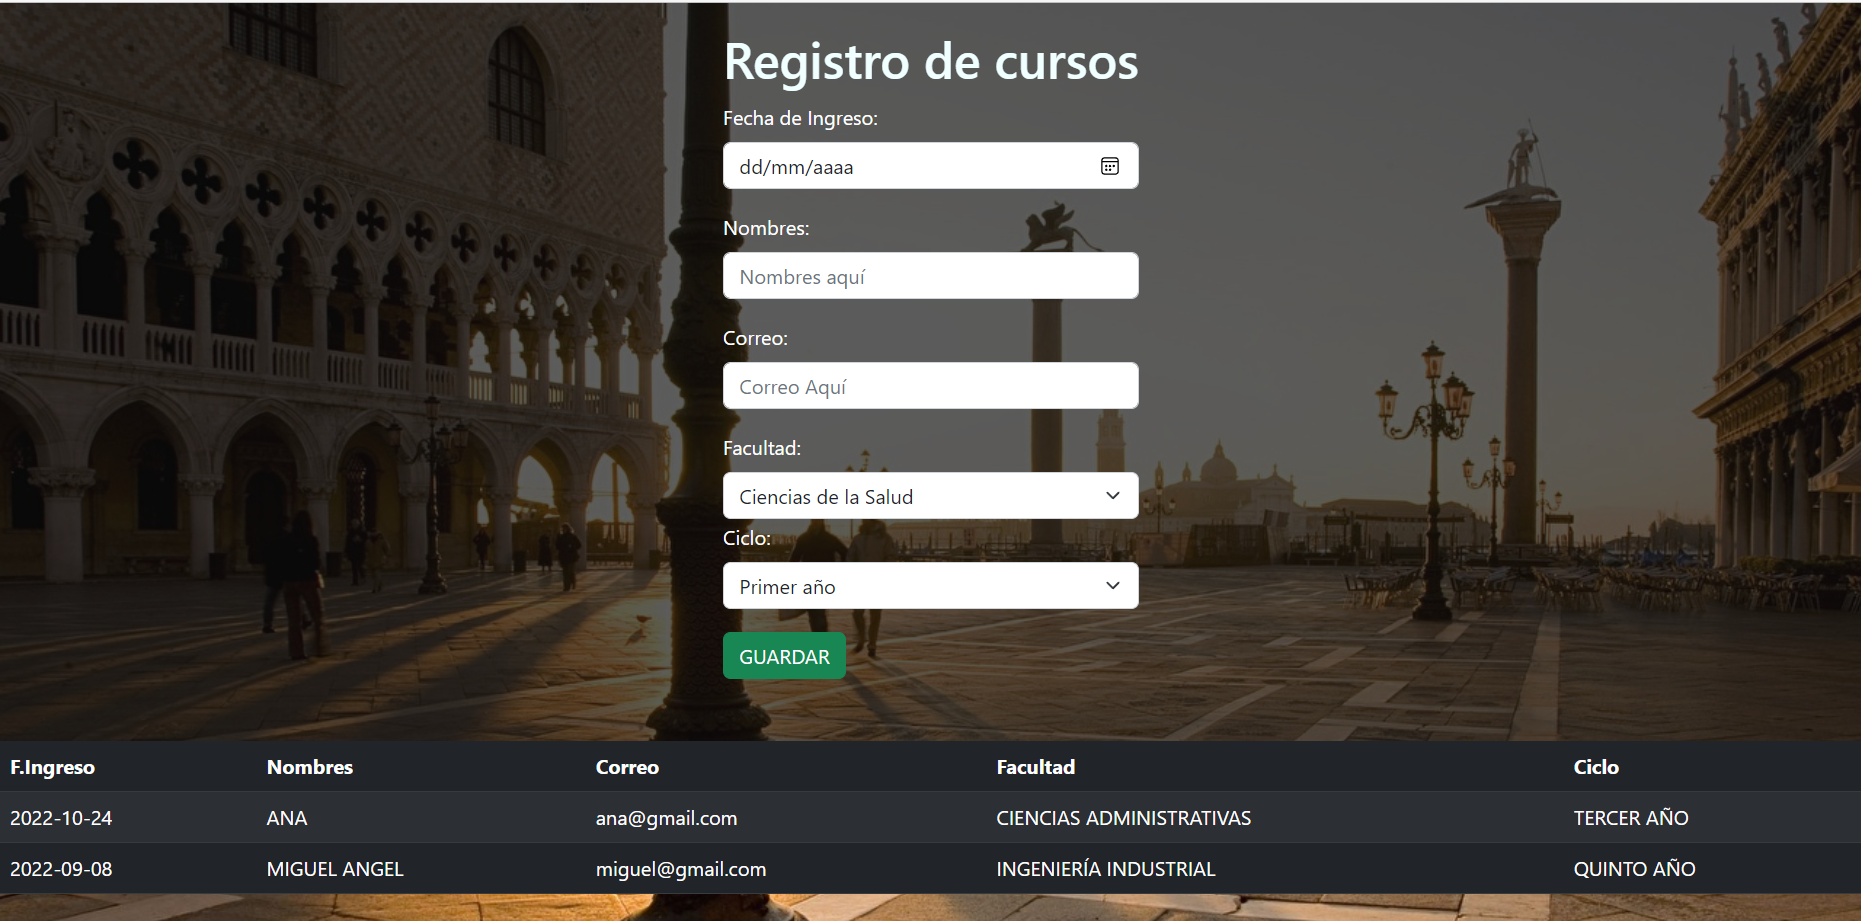 Registro de cursos
Fecha de Ingreso:
dd/mm/aaaa
Nombres:
Nombres aquí
Correo:
Correo Aquí
Facultad:
Ciencias de la Salud
Ciclo:
Primer año
GUARDAR
F.Ingreso Nombres Correo Facultad Ciclo
2022-10-24 ANA ana@gmail.com CIENCIAS ADMINISTRATIVAS TERCER AÑO
2022-09-08 MIGUEL ANGEL miguel@gmail.com INGENIERÍA INDUSTRIAL QUINTO AÑO